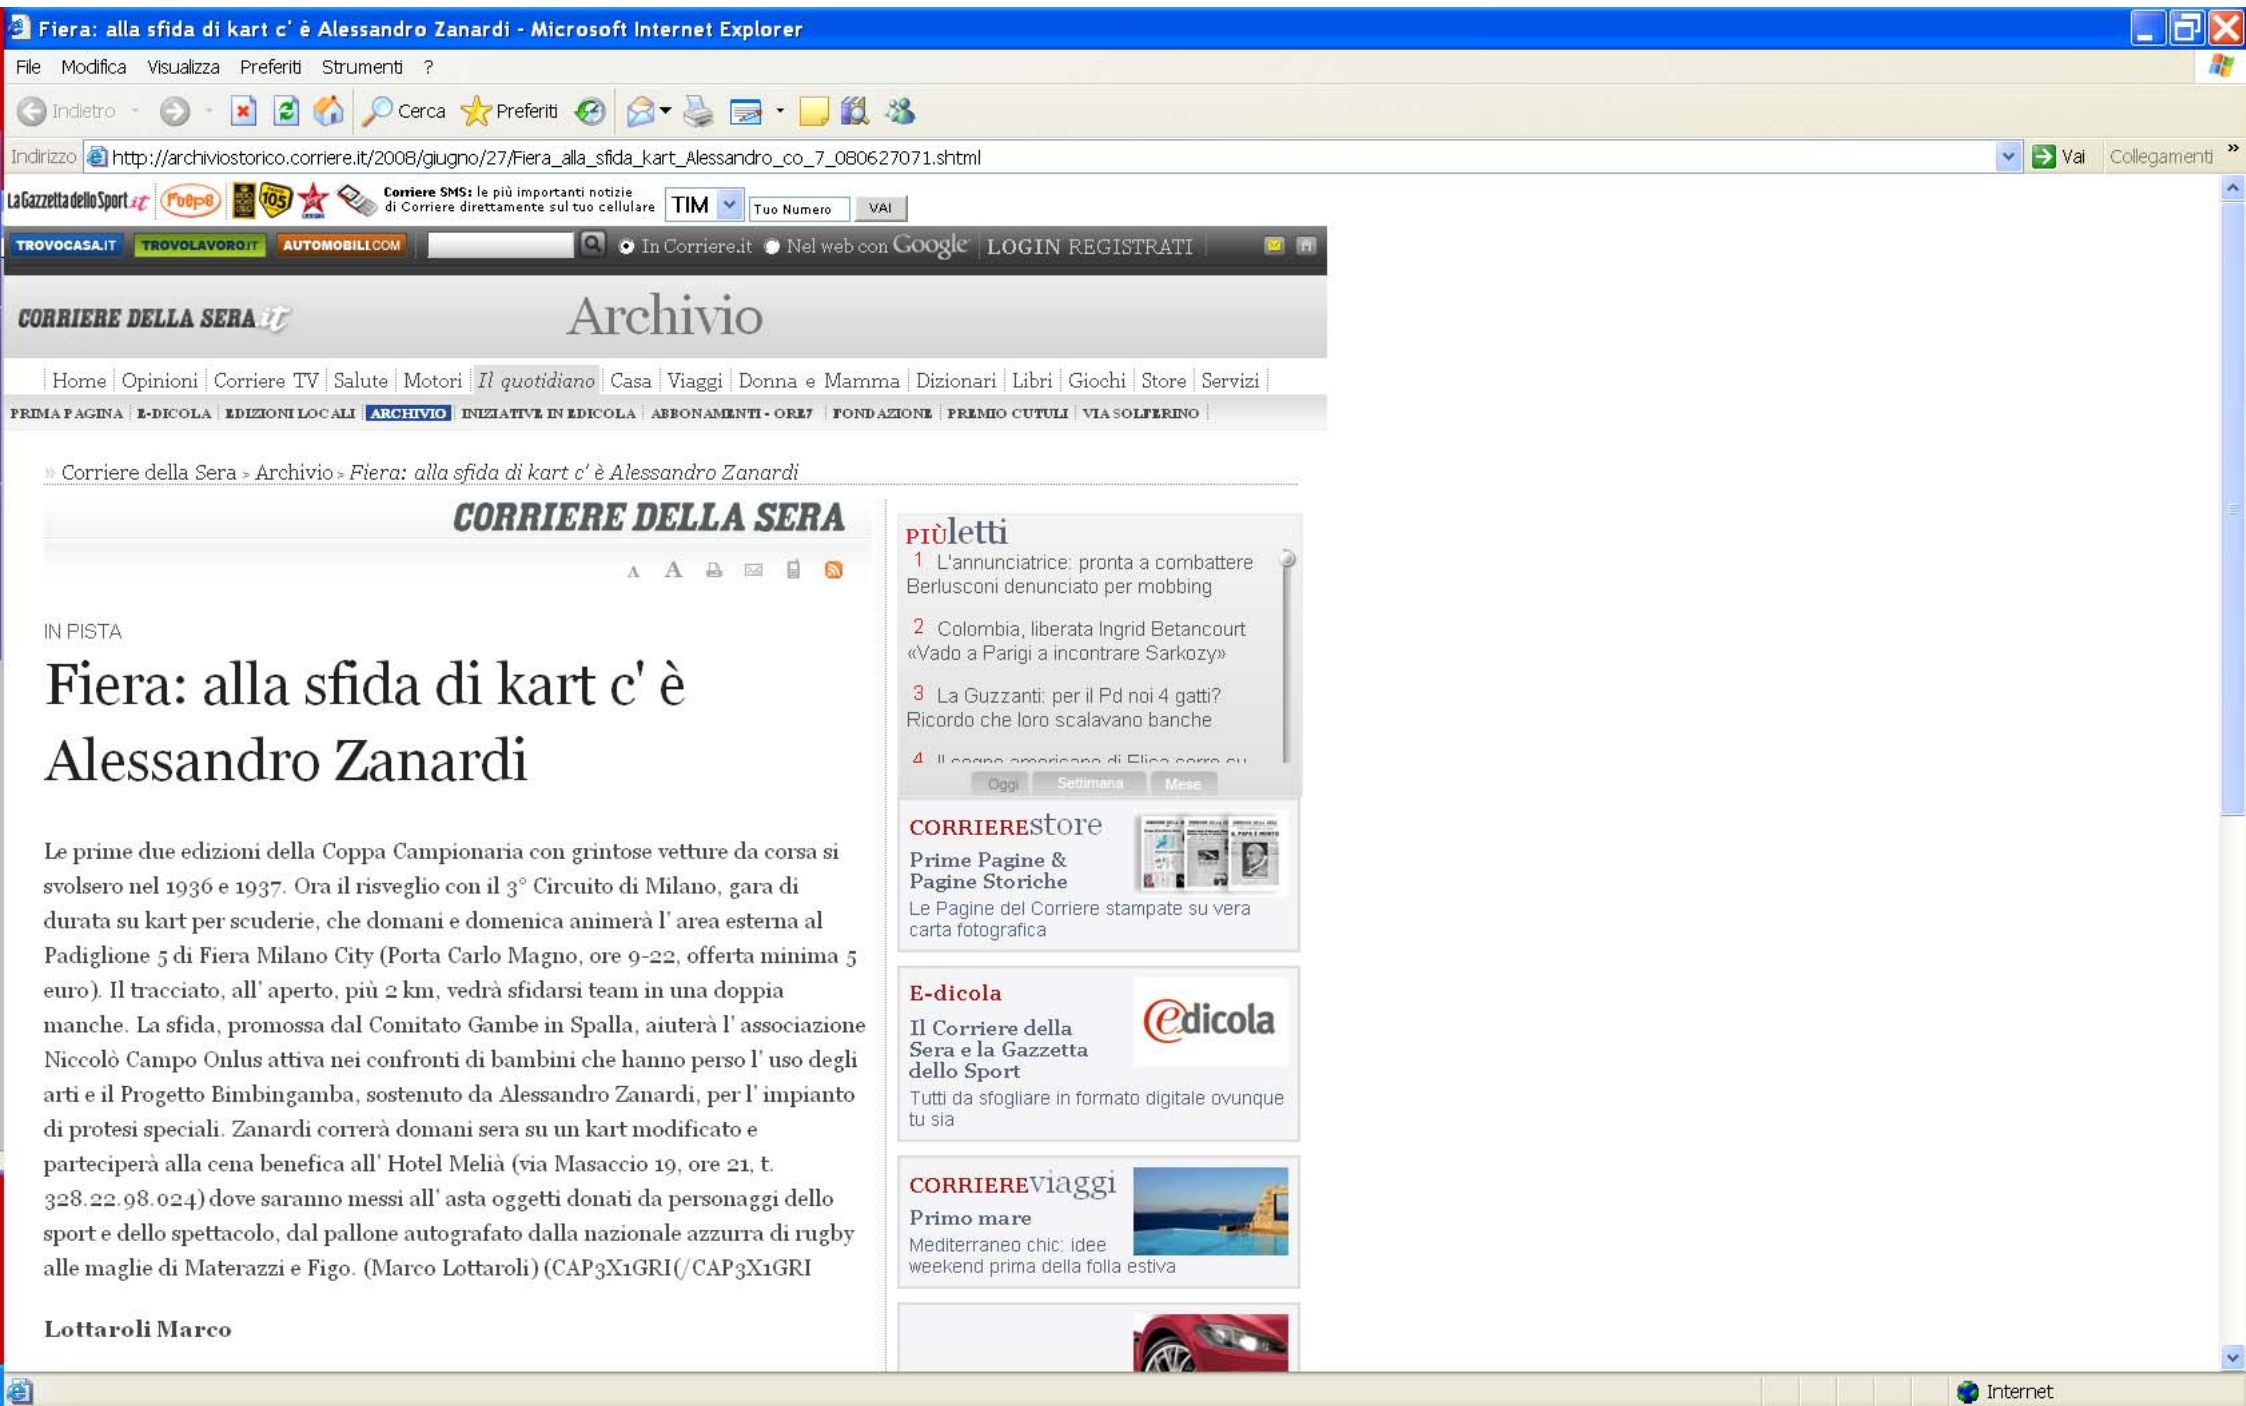 Fiera: alla sfida di kart c' è Alessandro Zanardi - Microsoft Internet Explorer
File Modifica Visualizza Preferiti Strumenti ?
Indietro Cerca Preferiti
Indirizzo http://archiviostorico.corriere.it/2008/giugno/27/Fiera_alla_sfida_kart_Alessandro_co_7_080627071.shtml Vai Collegamenti »
La Gazzetta dello Sport.it 105 Corriere SMS: le più importanti notizie
di Corriere direttamente sul tuo cellulare TIM Tuo Numero VAI
TROVOCASA.IT TROVOLAVORO.IT AUTOMOBILI.COM In Corriere.it Nel web con Google LOGIN REGISTRATI
CORRIERE DELLA SERA.it Archivio
Home Opinioni Corriere TV Salute Motori Il quotidiano Casa Viaggi Donna e Mamma Dizionari Libri Giochi Store Servizi
PRIMA PAGINA E-DICOLA EDIZIONI LOCALI ARCHIVIO INIZIATIVE IN EDICOLA ABBONAMENTI - ORE7 FONDAZIONE PREMIO CUTULI VIA SOLFERINO
» Corriere della Sera > Archivio > Fiera: alla sfida di kart c' è Alessandro Zanardi
CORRIERE DELLA SERA
A A
IN PISTA
Fiera: alla sfida di kart c' è
Alessandro Zanardi
Le prime due edizioni della Coppa Campionaria con grintose vetture da corsa si
svolsero nel 1936 e 1937. Ora il risveglio con il 3° Circuito di Milano, gara di
durata su kart per scuderie, che domani e domenica animerà l' area esterna al
Padiglione 5 di Fiera Milano City (Porta Carlo Magno, ore 9-22, offerta minima 5
euro). Il tracciato, all' aperto, più 2 km, vedrà sfidarsi team in una doppia
manche. La sfida, promossa dal Comitato Gambe in Spalla, aiuterà l' associazione
Niccolò Campo Onlus attiva nei confronti di bambini che hanno perso l' uso degli
arti e il Progetto Bimbingamba, sostenuto da Alessandro Zanardi, per l' impianto
di protesi speciali. Zanardi correrà domani sera su un kart modificato e
parteciperà alla cena benefica all' Hotel Melià (via Masaccio 19, ore 21, t.
328.22.98.024) dove saranno messi all' asta oggetti donati da personaggi dello
sport e dello spettacolo, dal pallone autografato dalla nazionale azzurra di rugby
alle maglie di Materazzi e Figo. (Marco Lottaroli) (CAP3X1GRI(/CAP3X1GRI
Lottaroli Marco
PIÙletti
1 L'annunciatrice: pronta a combattere
Berlusconi denunciato per mobbing
2 Colombia, liberata Ingrid Betancourt
«Vado a Parigi a incontrare Sarkozy»
3 La Guzzanti: per il Pd noi 4 gatti?
Ricordo che loro scalavano banche
4 Il sogno americano di Elisa
Oggi Settimana Mese
CORRIEREstore
Prime Pagine &
Pagine Storiche
Le Pagine del Corriere stampate su vera
carta fotografica
E-dicola
edicola
Il Corriere della
Sera e la Gazzetta
dello Sport
Tutti da sfogliare in formato digitale ovunque
tu sia
CORRIEREviaggi
Primo mare
Mediterraneo chic: idee
weekend prima della folla estiva
Internet